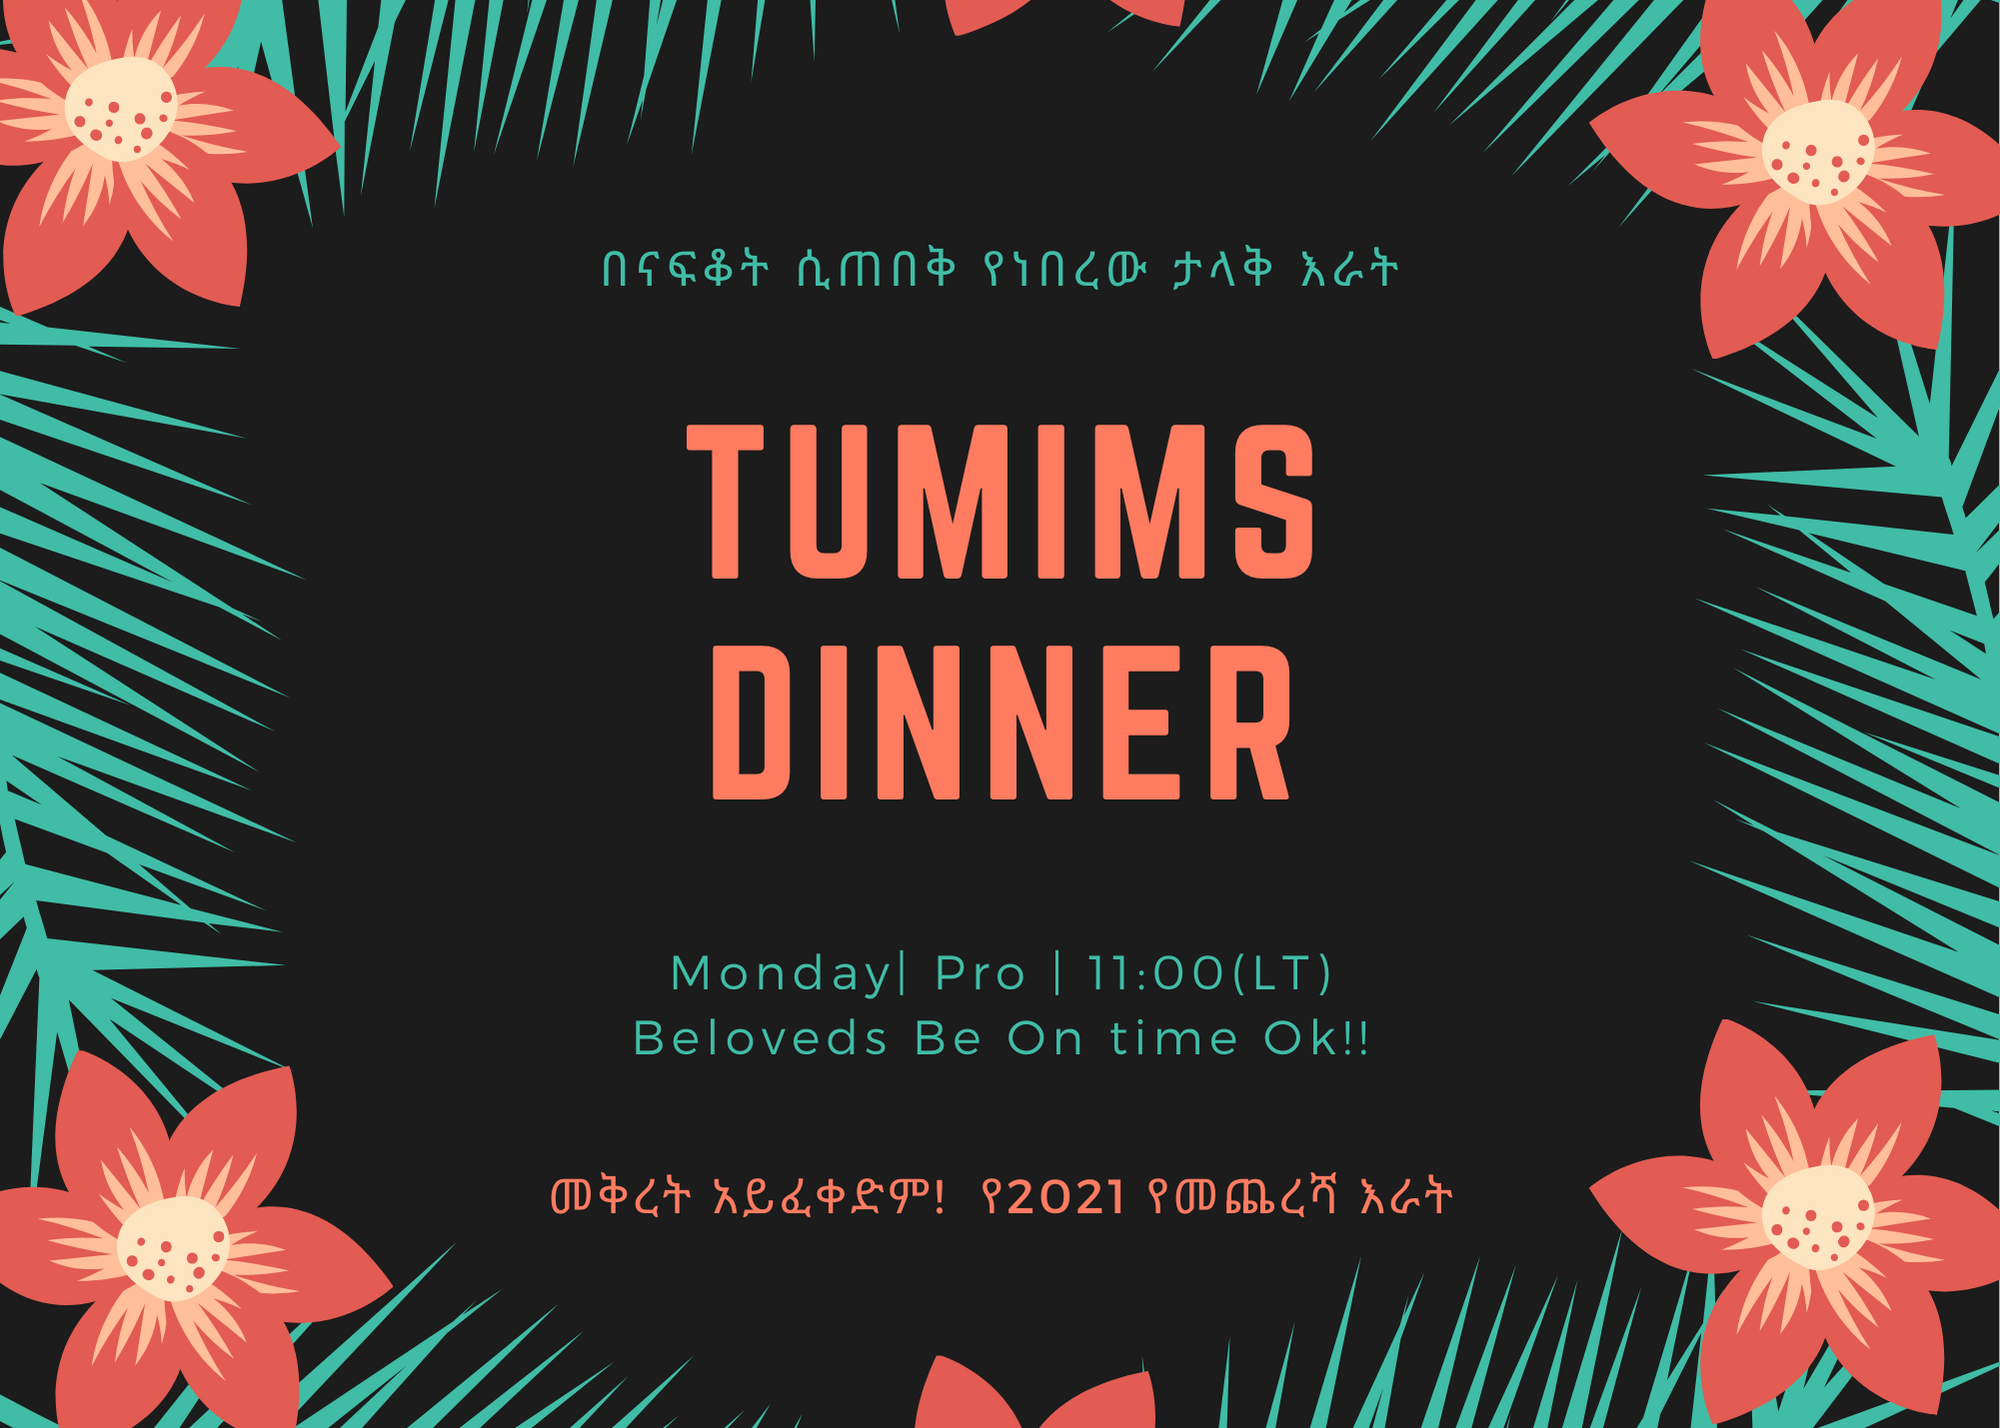 በናፍቆት ሲጠበቅ የነበረው ታላቅ እራት
TUMIMS
DINNER
Monday| Pro | 11:00(LT)
Beloveds Be On time Ok!!
መቅረት አይፈቀድም! የ2021 የመጨረሻ እራት